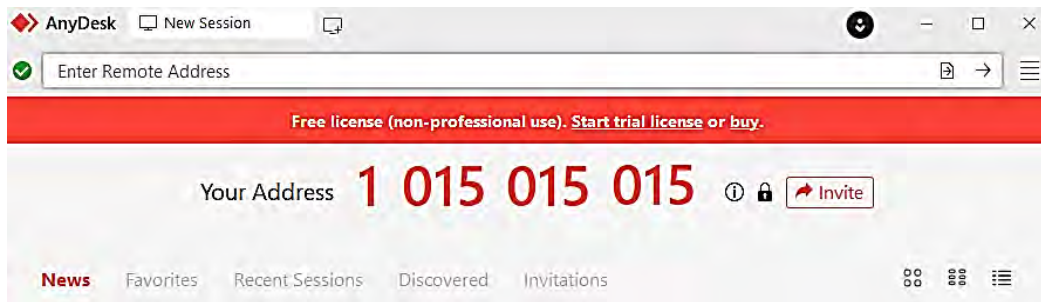 AnyDesk New Session
Enter Remote Address
Free license (non-professional use). Start trial license or buy.
Your Address 1 015 015 015 Invite
News Favorites Recent Sessions Discovered Invitations